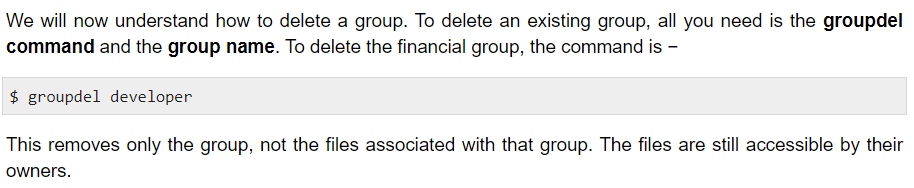 We will now understand how to delete a group. To delete an existing group, all you need is the groupdel
command and the group name. To delete the financial group, the command is −
$ groupdel developer
This removes only the group, not the files associated with that group. The files are still accessible by their
owners.